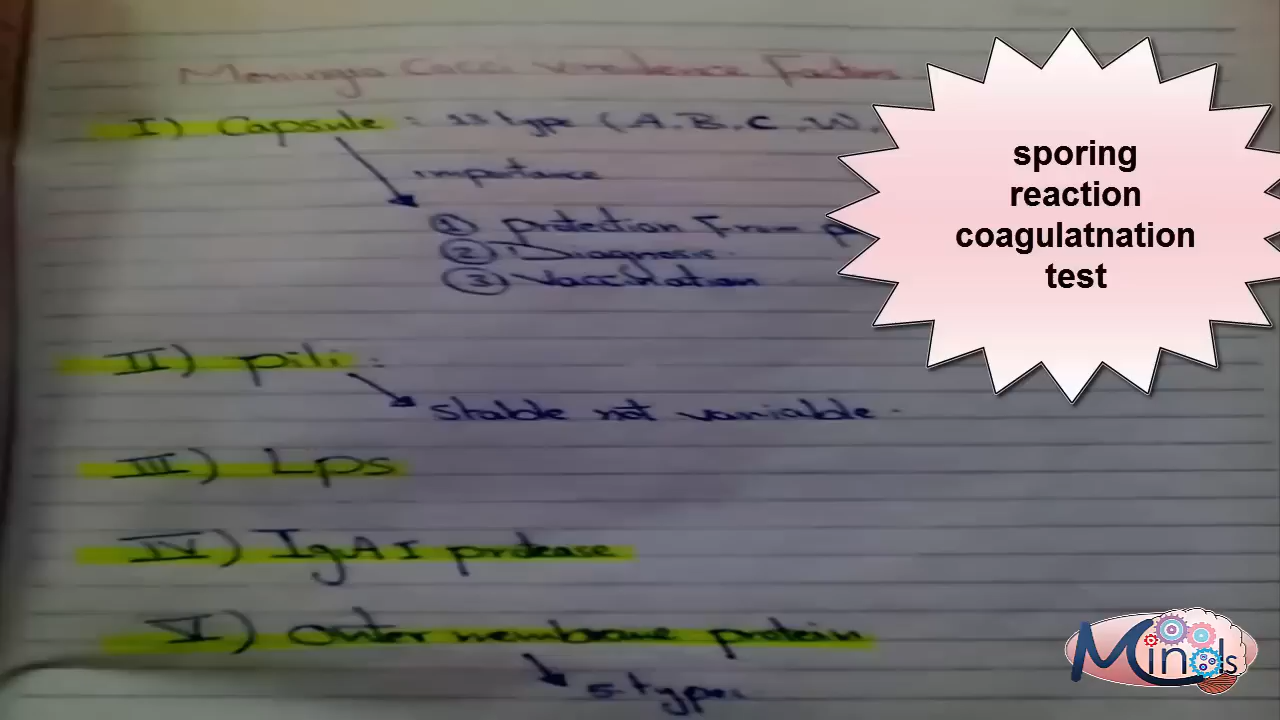 Meningo Cocci virulence Factors
I) Capsule : 13 type (A, B, C, W,
importance
① protection From p
② Diagnosis.
③ Vaccination
II) pili :
stable not variable.
III) Lps
IV) IgA I protease
V) Outer membrane protein
5 types
sporing
reaction
coagulatnation
test
Minds